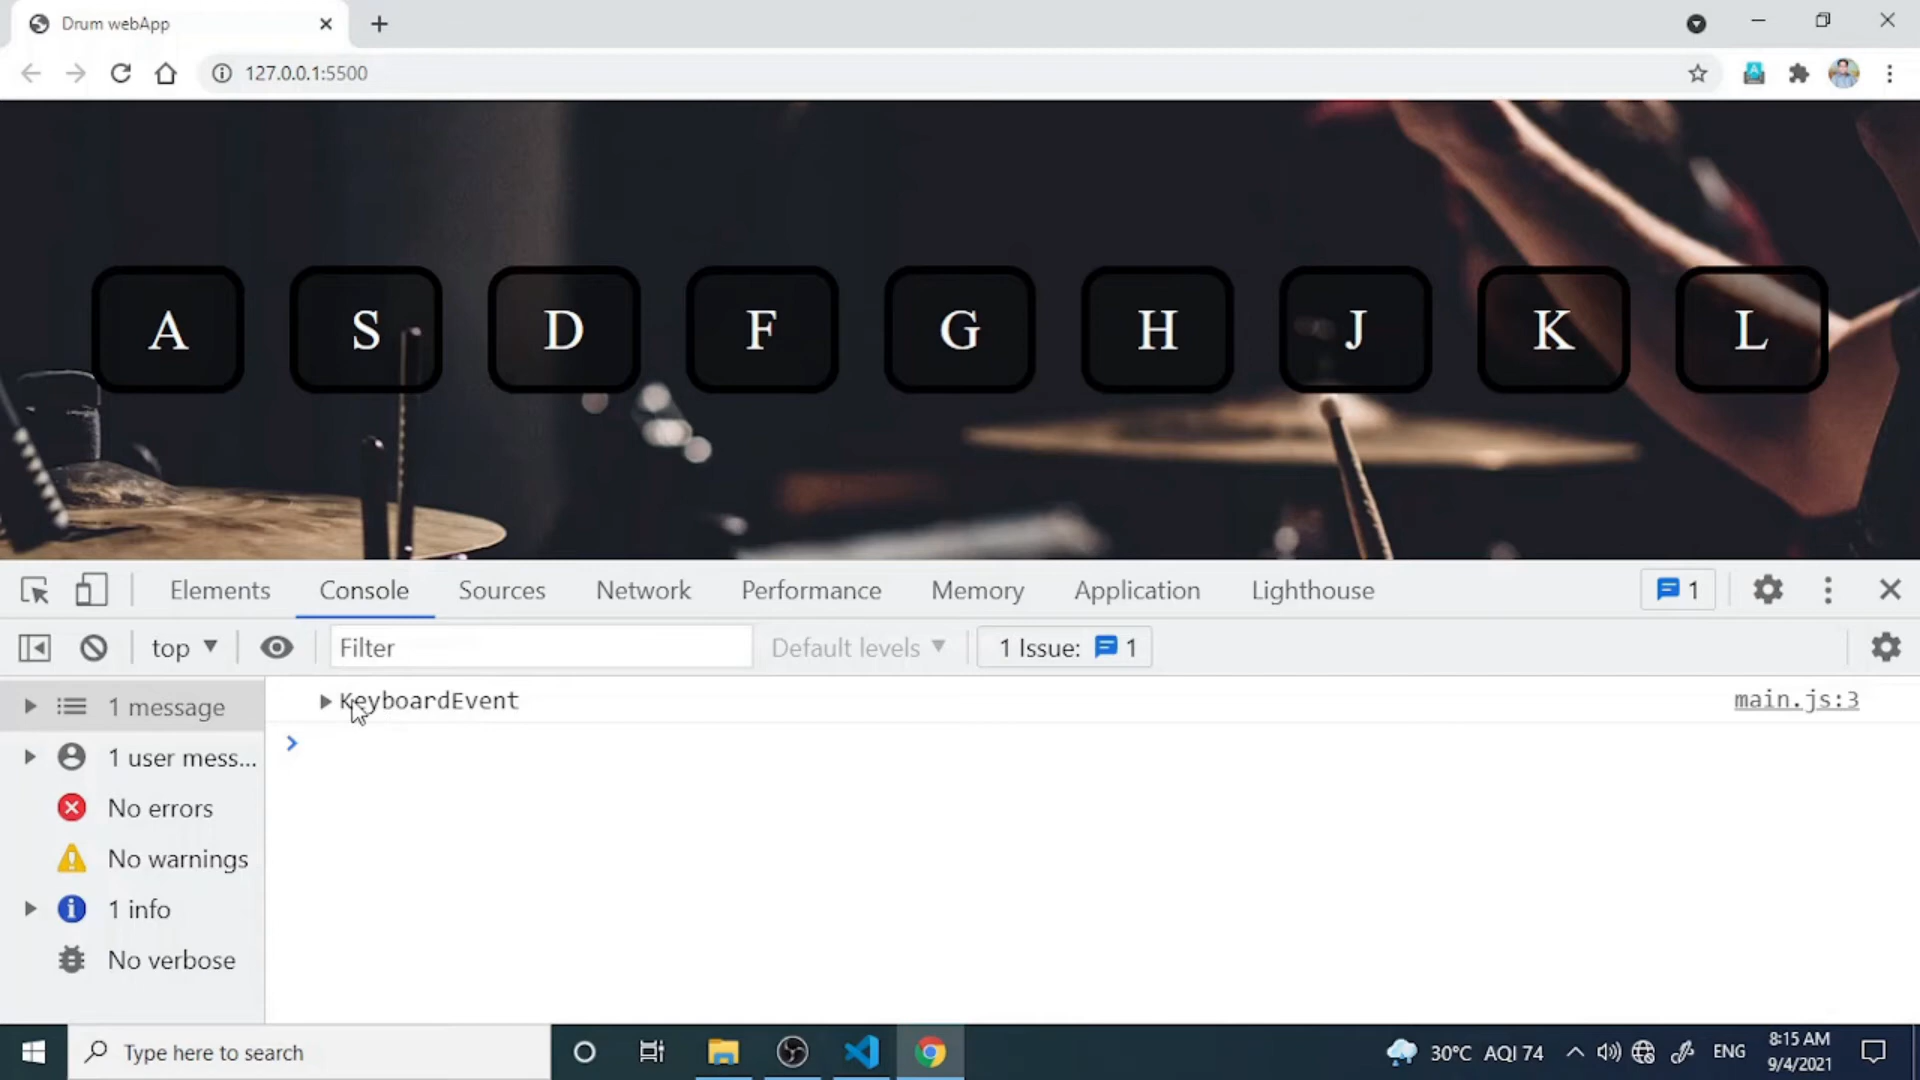 Drum webApp
127.0.0.1:5500
A S D F G H J K L
Elements Console Sources Network Performance Memory Application Lighthouse 1
top Filter Default levels 1 Issue: 1
1 message
KeyboardEvent main.js:3
1 user mess...
No errors
No warnings
1 info
No verbose
Type here to search
30°C AQI 74 ENG
8:15 AM
9/4/2021